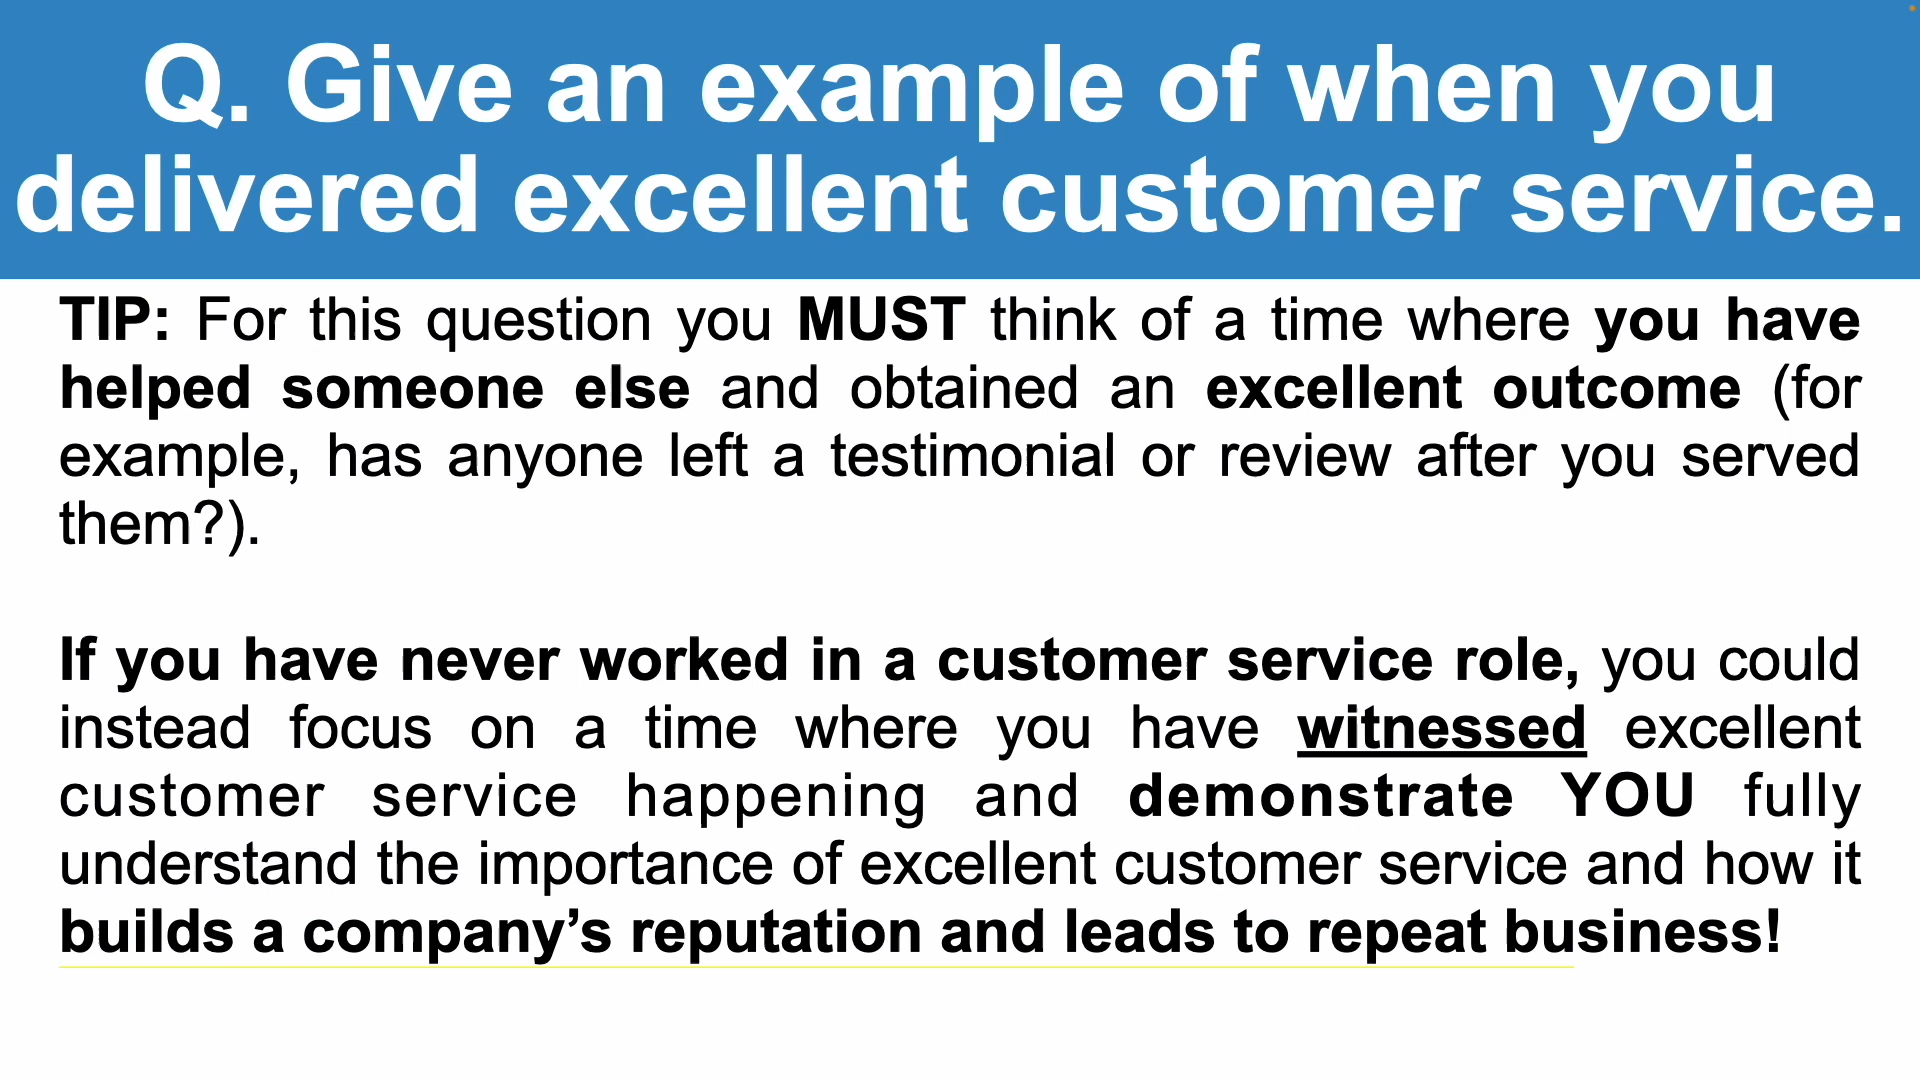 Q. Give an example of when you
delivered excellent customer service.
TIP: For this question you MUST think of a time where you have
helped someone else and obtained an excellent outcome (for
example, has anyone left a testimonial or review after you served
them?).
If you have never worked in a customer service role, you could
instead focus on a time where you have witnessed excellent
customer service happening and demonstrate YOU fully
understand the importance of excellent customer service and how it
builds a company’s reputation and leads to repeat business!